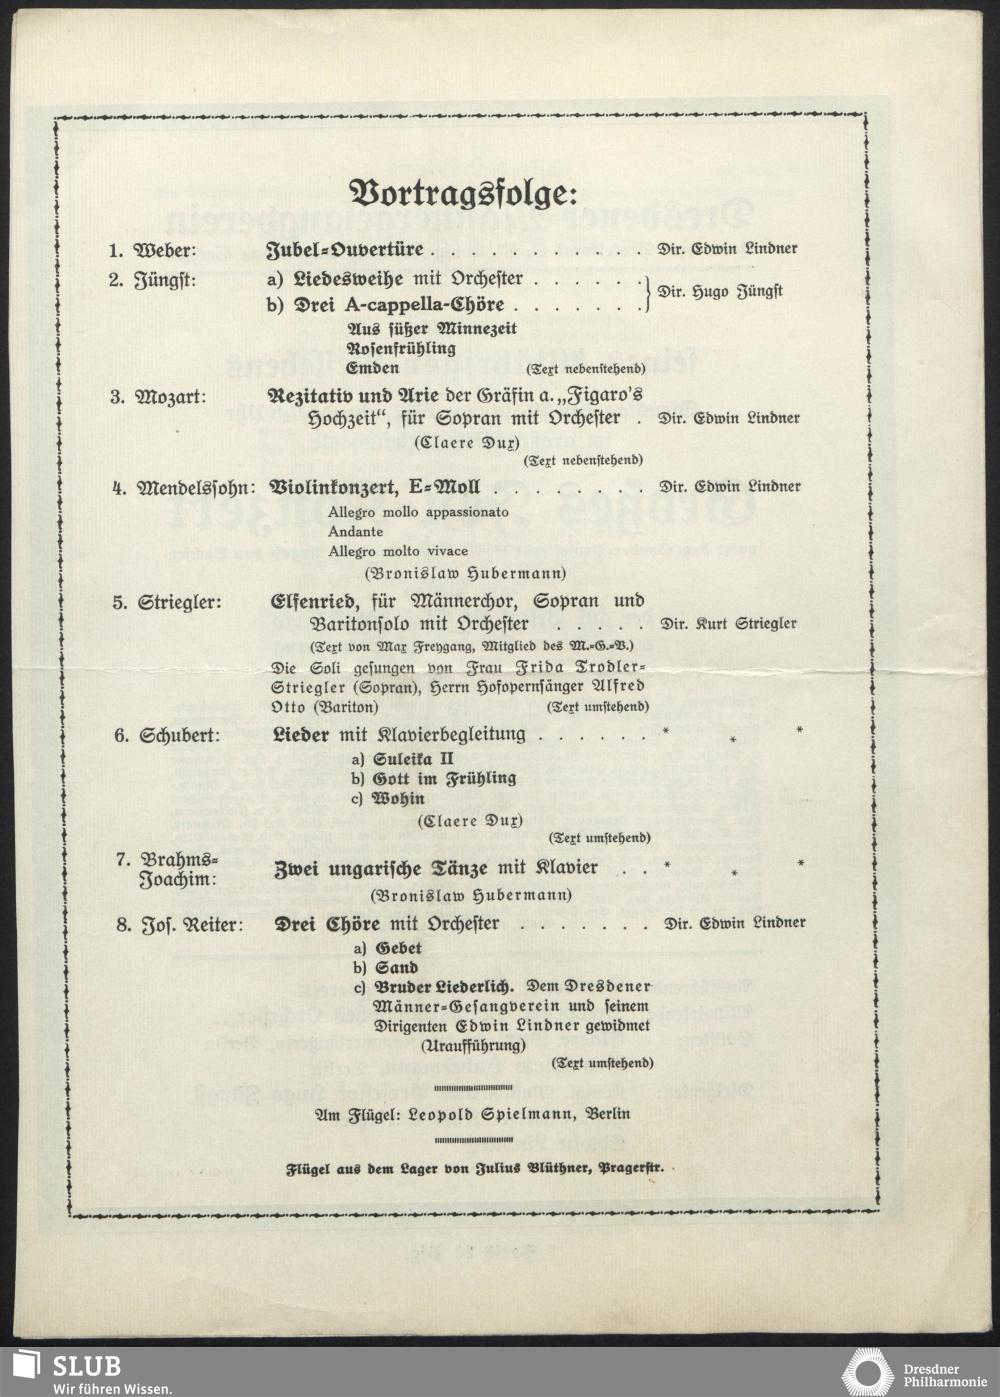 Vortragsfolge:
1. Weber: Jubel=Ouvertüre . . . . . . . . . . . Dir. Edwin Lindner
2. Jüngst: a) Liedesweihe mit Orchester . . . . . .
b) Drei A-cappella-Chöre . . . . . . .
} Dir. Hugo Jüngst
Aus süßer Minnezeit
Rosenfrühling
Emden (Text nebenstehend)
3. Mozart: Rezitativ und Arie der Gräfin a. „Figaro's
Hochzeit“, für Sopran mit Orchester . Dir. Edwin Lindner
(Claere Dux)
(Text nebenstehend)
4. Mendelssohn: Violinkonzert, E=Moll . . . . . . . . Dir. Edwin Lindner
Allegro mollo appassionato
Andante
Allegro molto vivace
(Bronislaw Hubermann)
5. Striegler: Elfenried, für Männerchor, Sopran und
Baritonsolo mit Orchester . . . . . Dir. Kurt Striegler
(Text von Max Freygang, Mitglied des M.=G.=V.)
Die Soli gesungen von Frau Frida Trodler=
Striegler (Sopran), Herrn Hofopernsänger Alfred
Otto (Bariton) (Text umstehend)
6. Schubert: Lieder mit Klavierbegleitung . . . . . . * * *
a) Suleika II
b) Gott im Frühling
c) Wohin
(Claere Dux)
(Text umstehend)
7. Brahms=
Joachim: Zwei ungarische Tänze mit Klavier . . * * *
(Bronislaw Hubermann)
8. Jos. Reiter: Drei Chöre mit Orchester . . . . . . . Dir. Edwin Lindner
a) Gebet
b) Sand
c) Bruder Liederlich. Dem Dresdener
Männer=Gesangverein und seinem
Dirigenten Edwin Lindner gewidmet
(Uraufführung)
(Text umstehend)
Am Flügel: Leopold Spielmann, Berlin
Flügel aus dem Lager von Julius Blüthner, Pragerstr.
SLUB
Wir führen Wissen.
Dresdner
Philharmonie